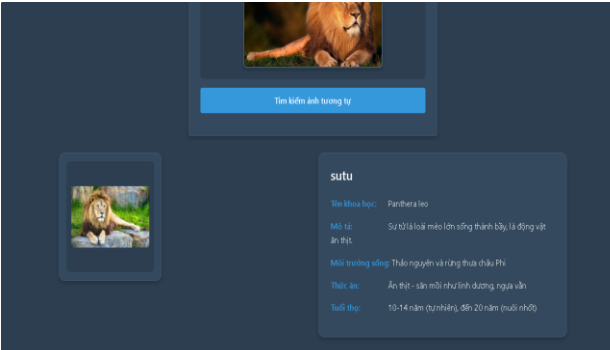 Tìm kiếm ảnh tương tự
sutu
Tên khoa học: Panthera leo
Mô tả: Sư tử là loài mèo lớn sống thành bầy, là động vật
ăn thịt.
Môi trường sống: Thảo nguyên và rừng thưa châu Phi
Thức ăn: Ăn thịt - săn mồi như linh dương, ngựa vằn
Tuổi thọ: 10-14 năm (tự nhiên), đến 20 năm (nuôi nhốt)